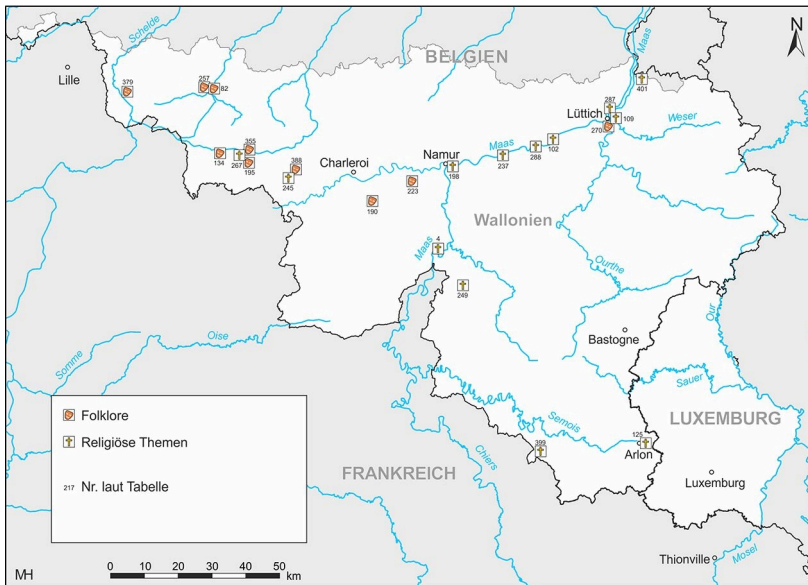 Schelde
BELGIEN
Maas
N
Lille
379
257
82
401
287
Lüttich
109
270
Weser
355
134
267
195
388
245
Charleroi
Namur
Maas
198
237
288
102
223
190
Wallonien
4
Maas
249
Ourthe
Bastogne
Our
Oise
Somme
Sauer
Semois
LUXEMBURG
125
Arlon
399
Chiers
FRANKREICH
Luxemburg
Thionville
Mosel
Folklore
Religiöse Themen
217 Nr. laut Tabelle
MH
0 10 20 30 40 50
km